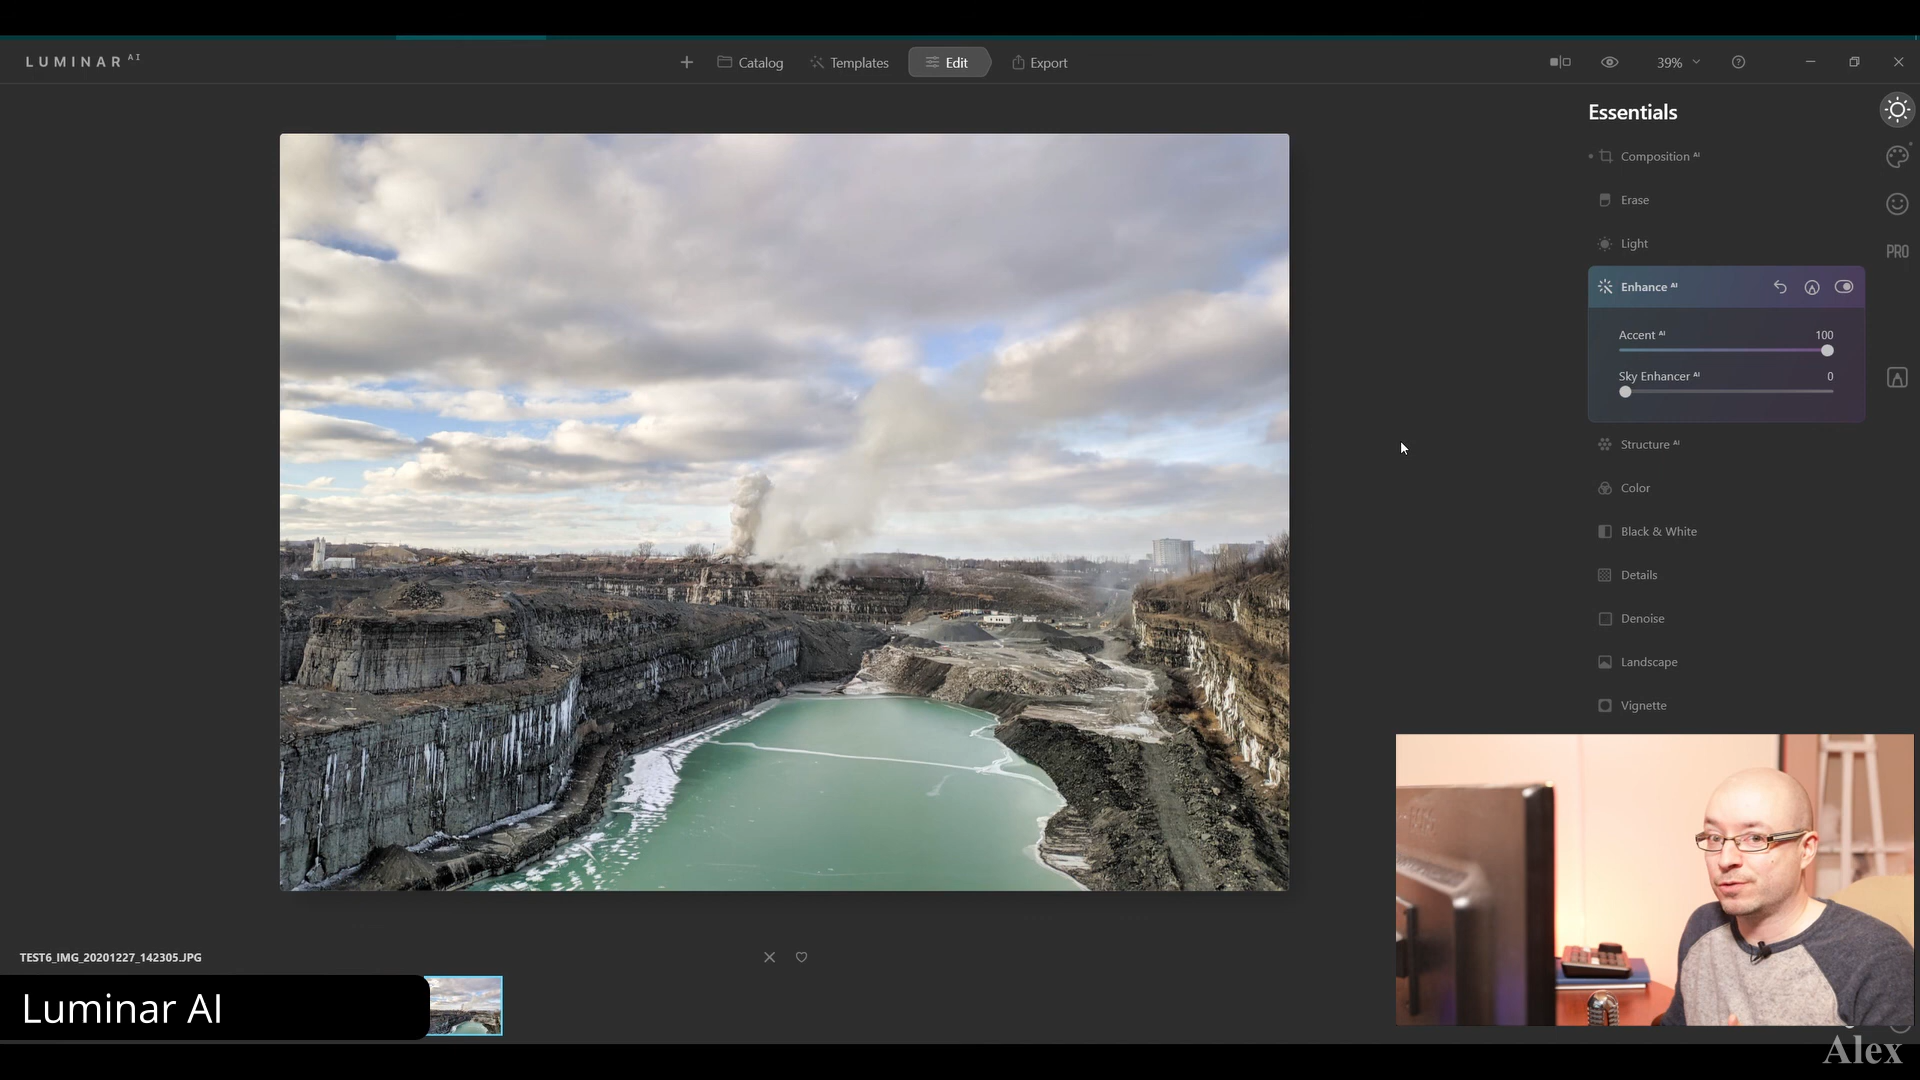 LUMINAR AI
Catalog
Templates
Edit
Export
39%
Essentials
Composition AI
Erase
Light
PRO
Enhance AI
Accent AI 100
Sky Enhancer AI 0
Structure AI
Color
Black & White
Details
Denoise
Landscape
Vignette
TEST6_IMG_20201227_142305.JPG
Luminar AI
Alex